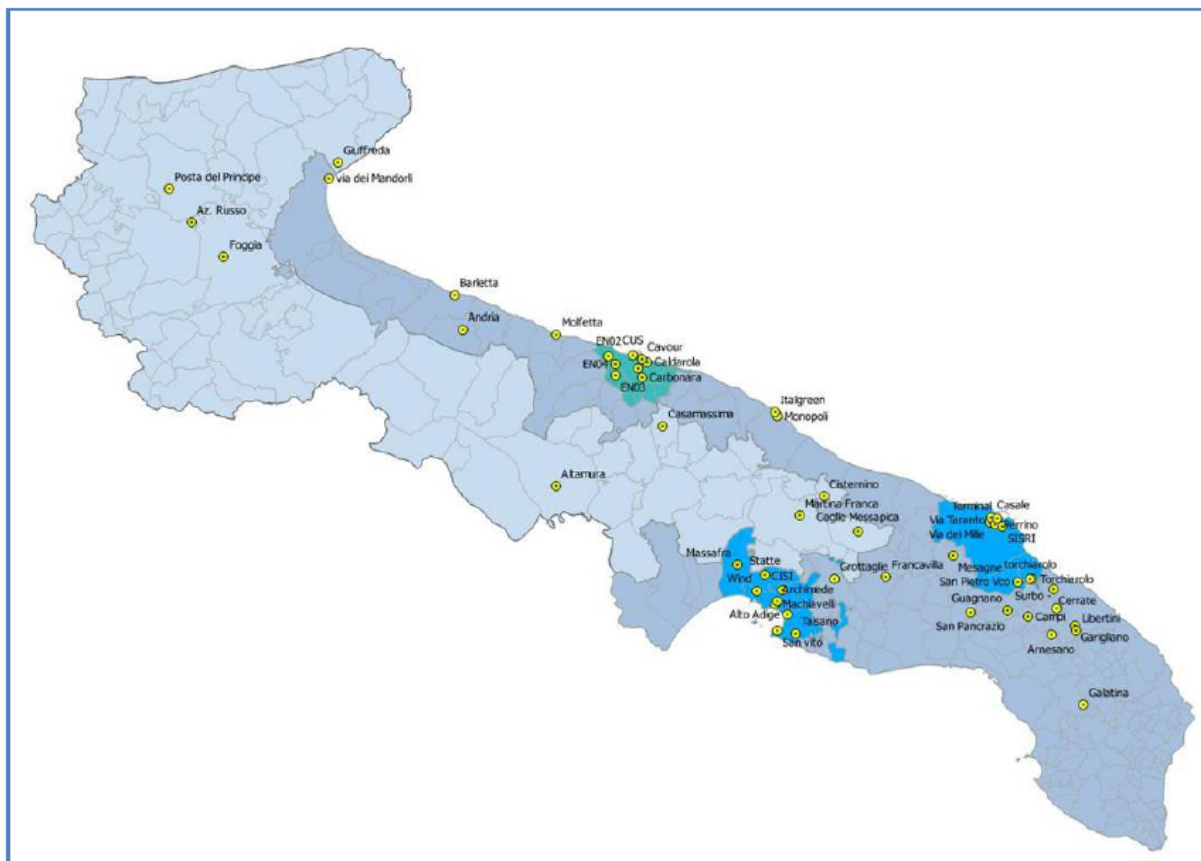 Giuffreda
via dei Mandorli
Posta del Principe
Az. Russo
Foggia
Barletta
Andria
Molfetta
EN02 CUS
Cavour
EN04
Caldarola
Carbonara
EN03
Italgreen
Monopoli
Casamassima
Altamura
Cisternino
Martina Franca
Ceglie Messapica
Terminal
Casale
Via Taranto
Perrino
Via dei Mille
SISRI
Massafra
Statte
Wind
CISI
Grottaglie
Francavilla
Mesagne
torchiarolo
Archimede
San Pietro Vco
Torchiarolo
Machiavelli
Guagnano
Surbo
Cerrate
Alto Adige
Talsano
San Pancrazio
Campi
Libertini
San vito
Arnesano
Garigliano
Galatina